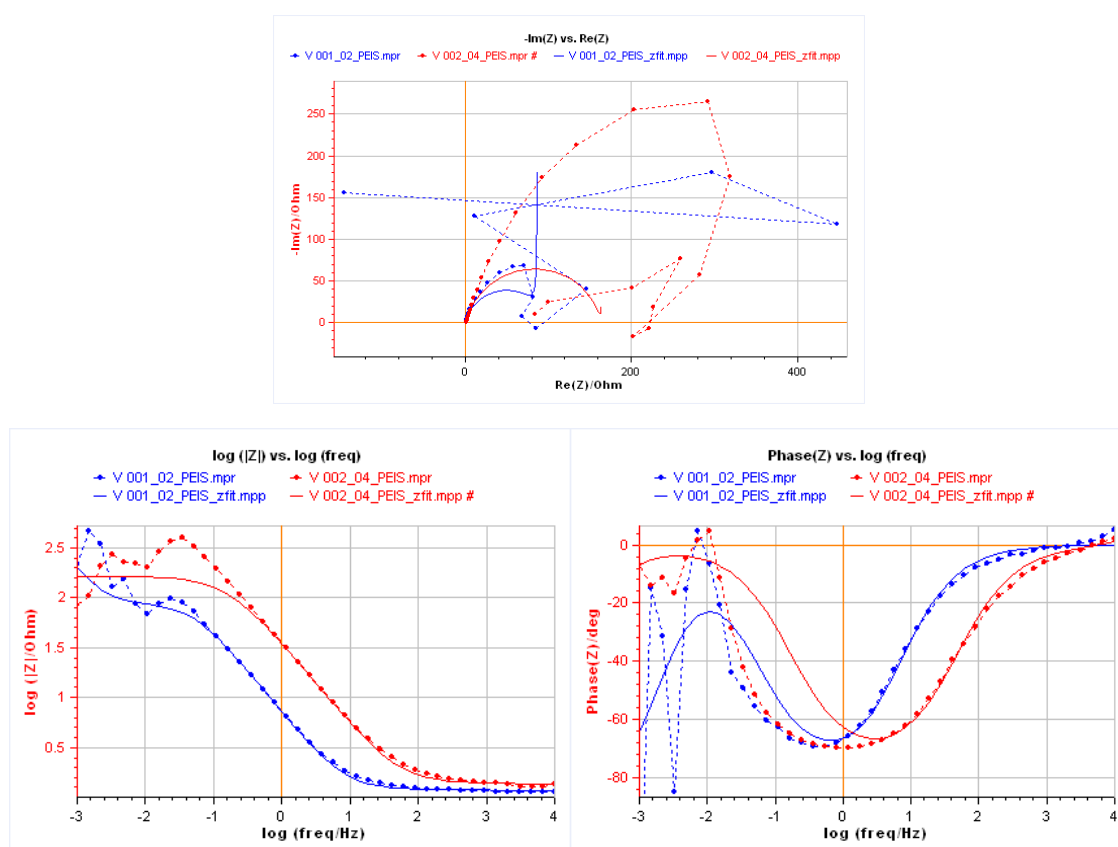 -Im(Z) vs. Re(Z)
V 001_02_PEIS.mpr V 002_04_PEIS.mpr # V 001_02_PEIS_zfit.mpp V 002_04_PEIS_zfit.mpp
-Im(Z)/Ohm
250
200
150
100
50
0
0 200 400
Re(Z)/Ohm
log (|Z|) vs. log (freq)
V 001_02_PEIS.mpr V 002_04_PEIS.mpr
V 001_02_PEIS_zfit.mpp V 002_04_PEIS_zfit.mpp #
log (|Z|/Ohm)
2.5
2
1.5
1
0.5
-3 -2 -1 0 1 2 3 4
log (freq/Hz)
Phase(Z) vs. log (freq)
V 001_02_PEIS.mpr V 002_04_PEIS.mpr
V 001_02_PEIS_zfit.mpp V 002_04_PEIS_zfit.mpp #
Phase(Z)/deg
0
-20
-40
-60
-80
-3 -2 -1 0 1 2 3 4
log (freq/Hz)